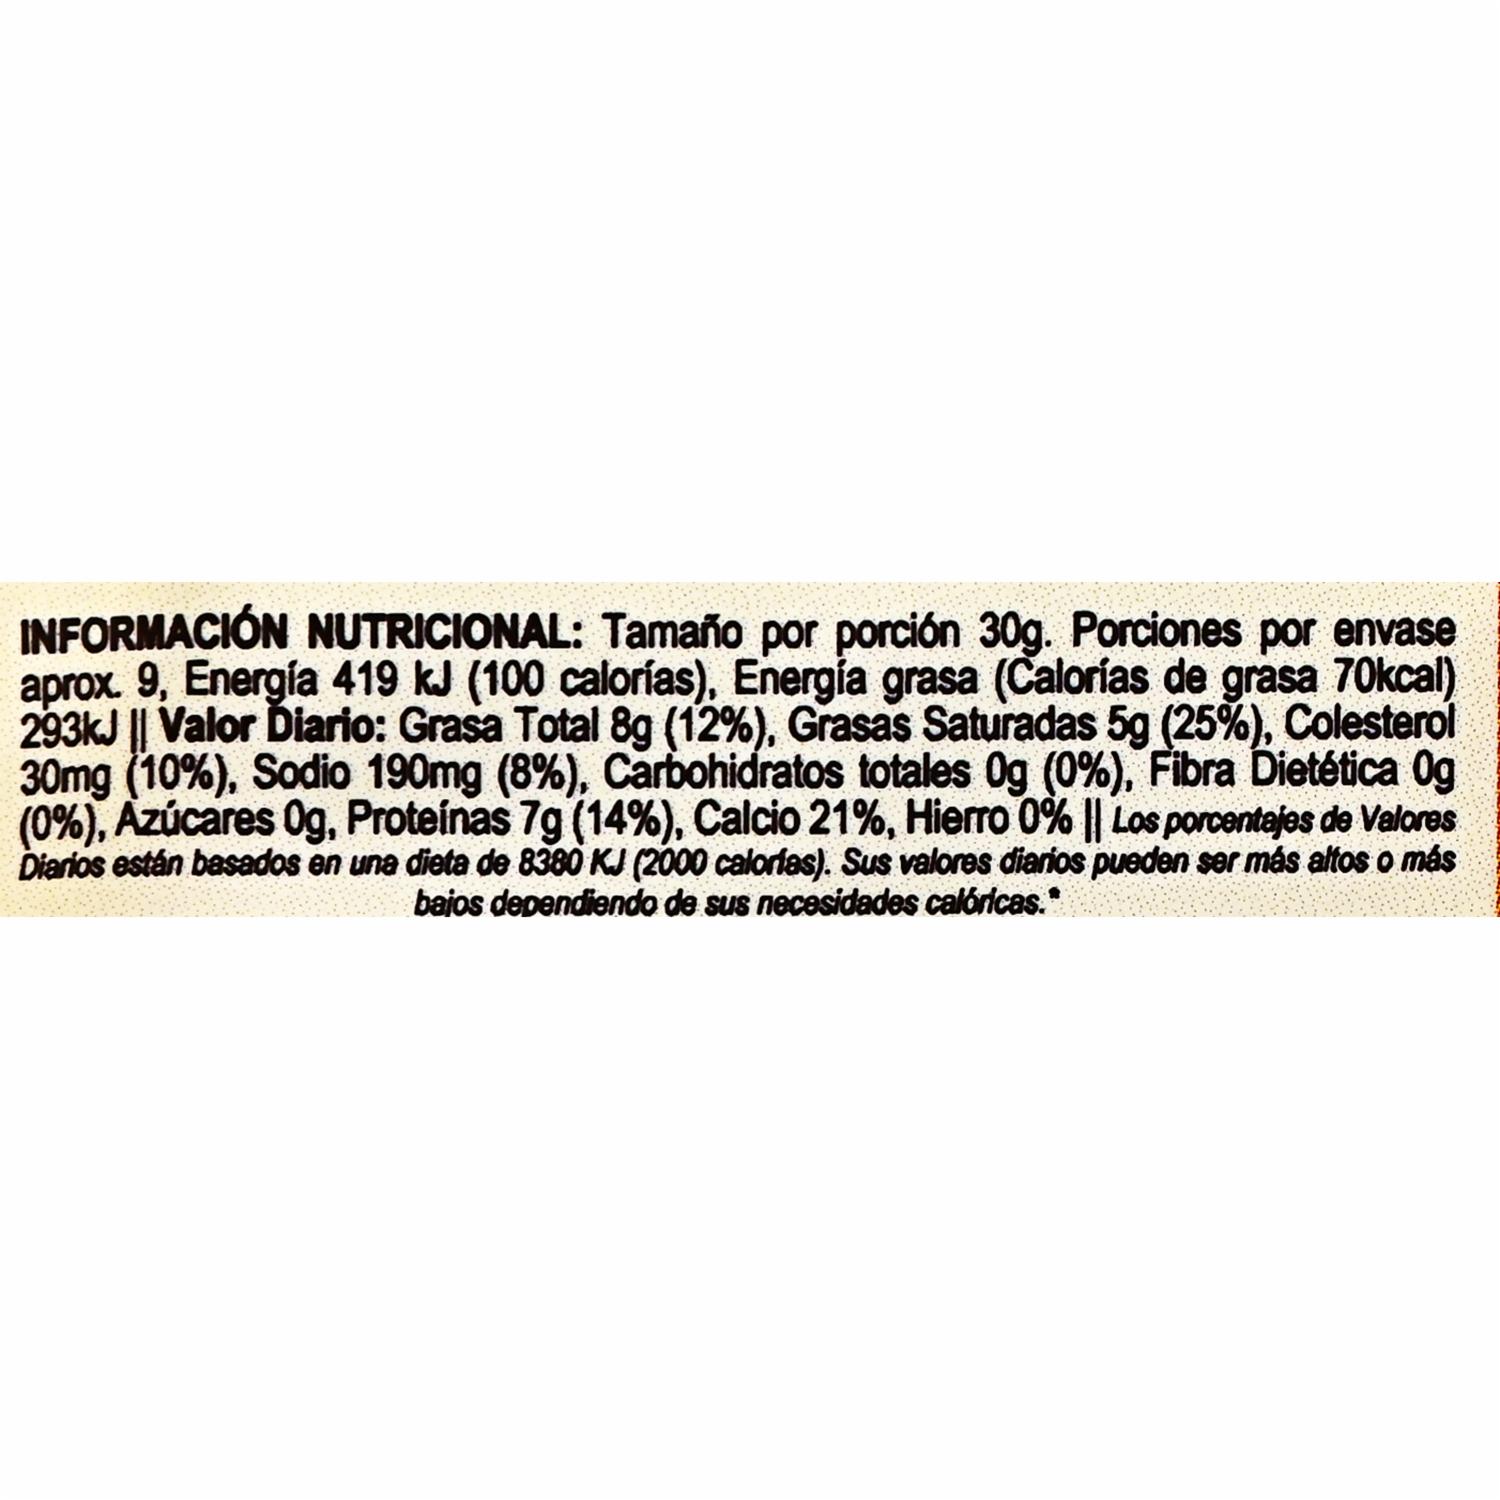 INFORMACIÓN NUTRICIONAL: Tamaño por porción 30g. Porciones por envase
aprox. 9, Energía 419 kJ (100 calorías), Energía grasa (Calorías de grasa 70kcal)
293kJ || Valor Diario: Grasa Total 8g (12%), Grasas Saturadas 5g (25%), Colesterol
30mg (10%), Sodio 190mg (8%), Carbohidratos totales 0g (0%), Fibra Dietética 0g
(0%), Azúcares 0g, Proteínas 7g (14%), Calcio 21%, Hierro 0% || Los porcentajes de Valores
Diarios están basados en una dieta de 8380 KJ (2000 calorías). Sus valores diarios pueden ser más altos o más
bajos dependiendo de sus necesidades calóricas.*